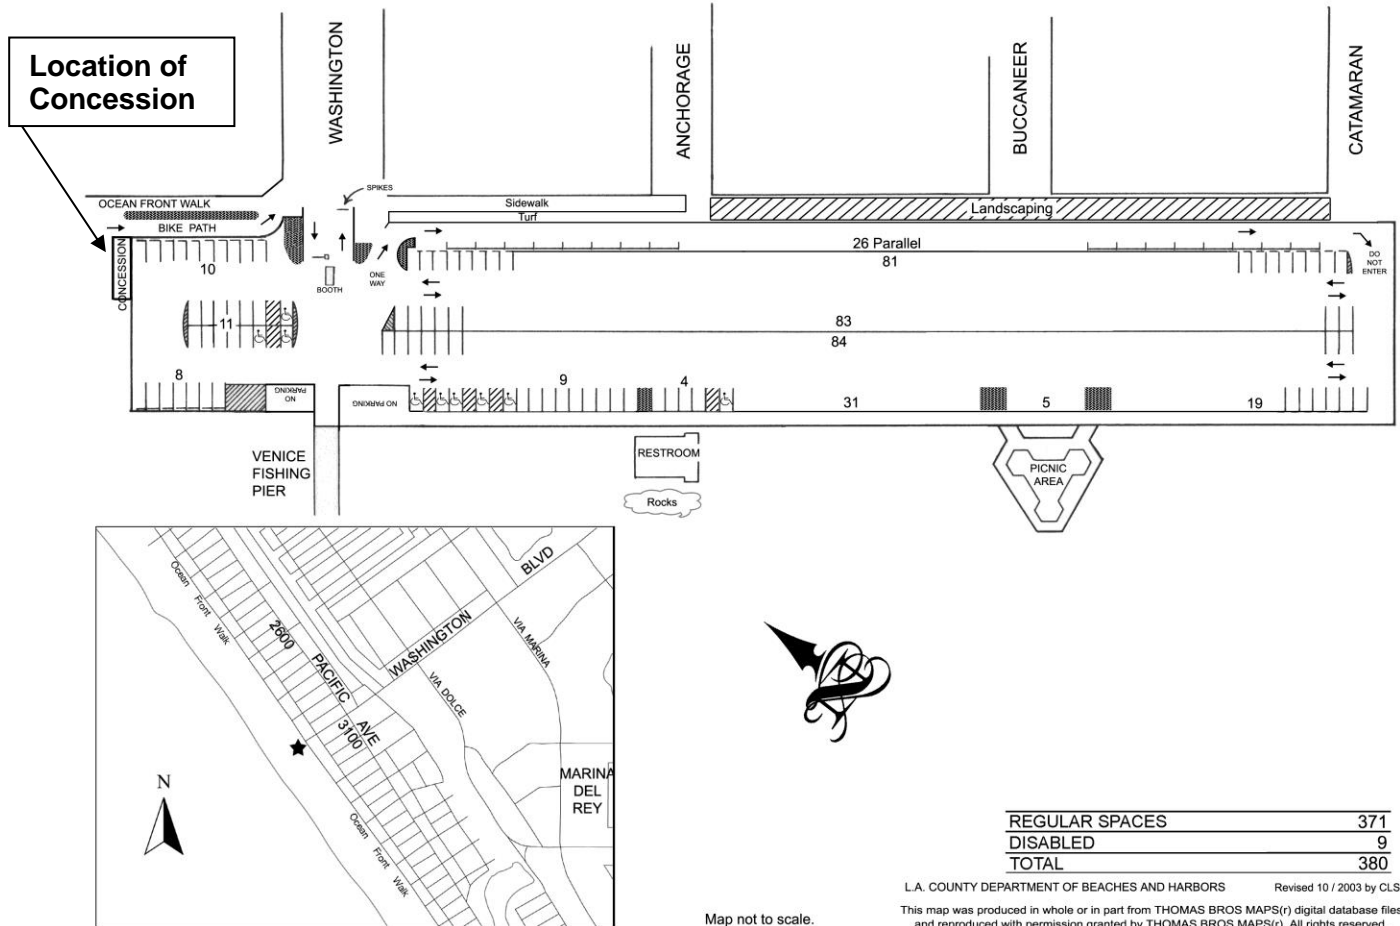 Location of
Concession
WASHINGTON
ANCHORAGE
BUCCANEER
CATAMARAN
SPIKES
OCEAN FRONT WALK
BIKE PATH
Sidewalk
Turf
Landscaping
CONCESSION
10
BOOTH
ONE
WAY
26 Parallel
81
DO
NOT
ENTER
11
83
84
8
NO
PARKING
NO PARKING
9
4
31
5
19
VENICE
FISHING
PIER
RESTROOM
Rocks
PICNIC
AREA
Ocean
Front
Walk
2600
PACIFIC
AVE
3100
WASHINGTON
BLVD
VIA MARINA
VIA DOLCE
MARINA
DEL
REY
Ocean
Front
Walk
N
REGULAR SPACES 371
DISABLED 9
TOTAL 380
L.A. COUNTY DEPARTMENT OF BEACHES AND HARBORS Revised 10 / 2003 by CLS
Map not to scale.
This map was produced in whole or in part from THOMAS BROS MAPS(r) digital database files
and reproduced with permission granted by THOMAS BROS MAPS(r). All rights reserved